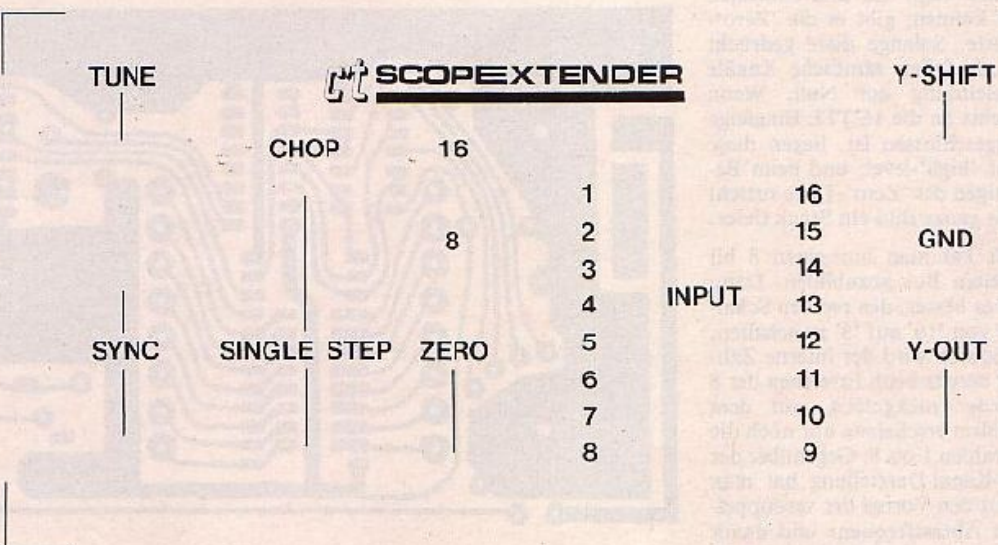 TUNE
c't SCOPEXTENDER
Y-SHIFT
CHOP 16
1 16
2 15
8
GND
3 14
INPUT
4 13
5 12
SYNC SINGLE STEP ZERO
Y-OUT
6 11
7 10
8 9